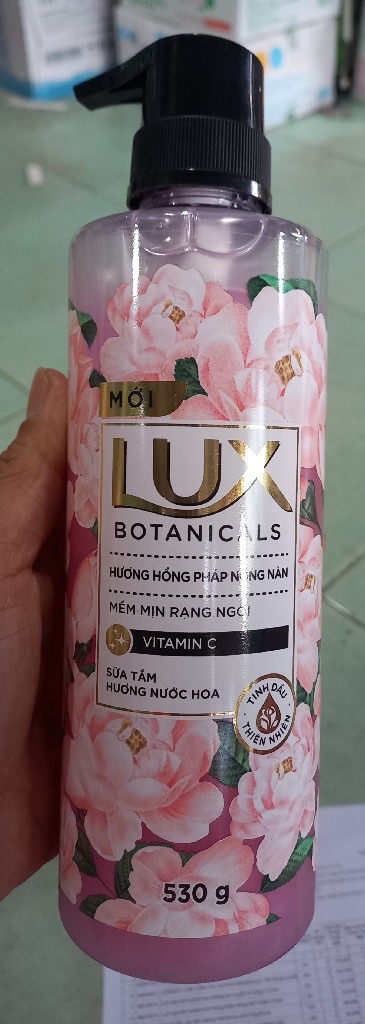 MỚI
LUX
BOTANICALS
HƯƠNG HỒNG PHÁP NỒNG NÀN
MỀM MỊN RẠNG NGỜI
VITAMIN C
SỮA TẮM
HƯƠNG NƯỚC HOA
TINH DẦU
THIÊN NHIÊN
530 g